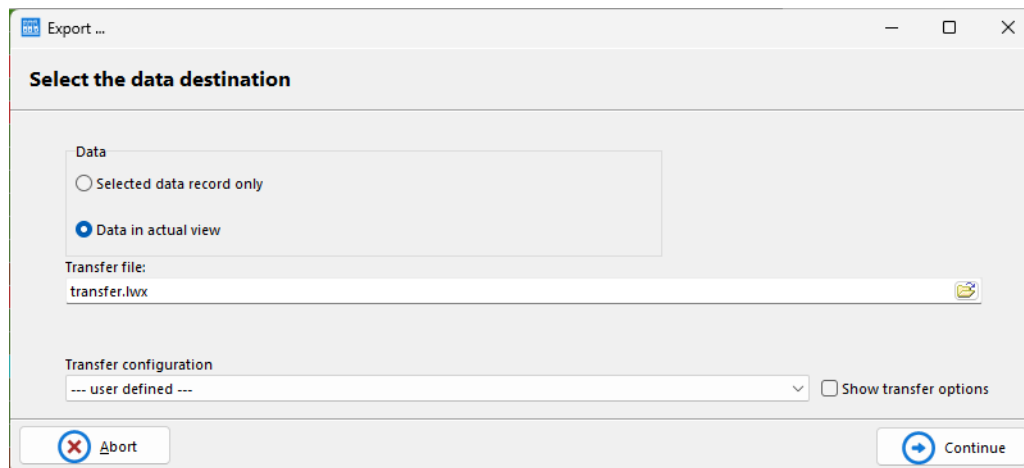 Export ...
Select the data destination
Data
Selected data record only
Data in actual view
Transfer file:
transfer.lwx
Transfer configuration
--- user defined ---
Show transfer options
Abort
Continue